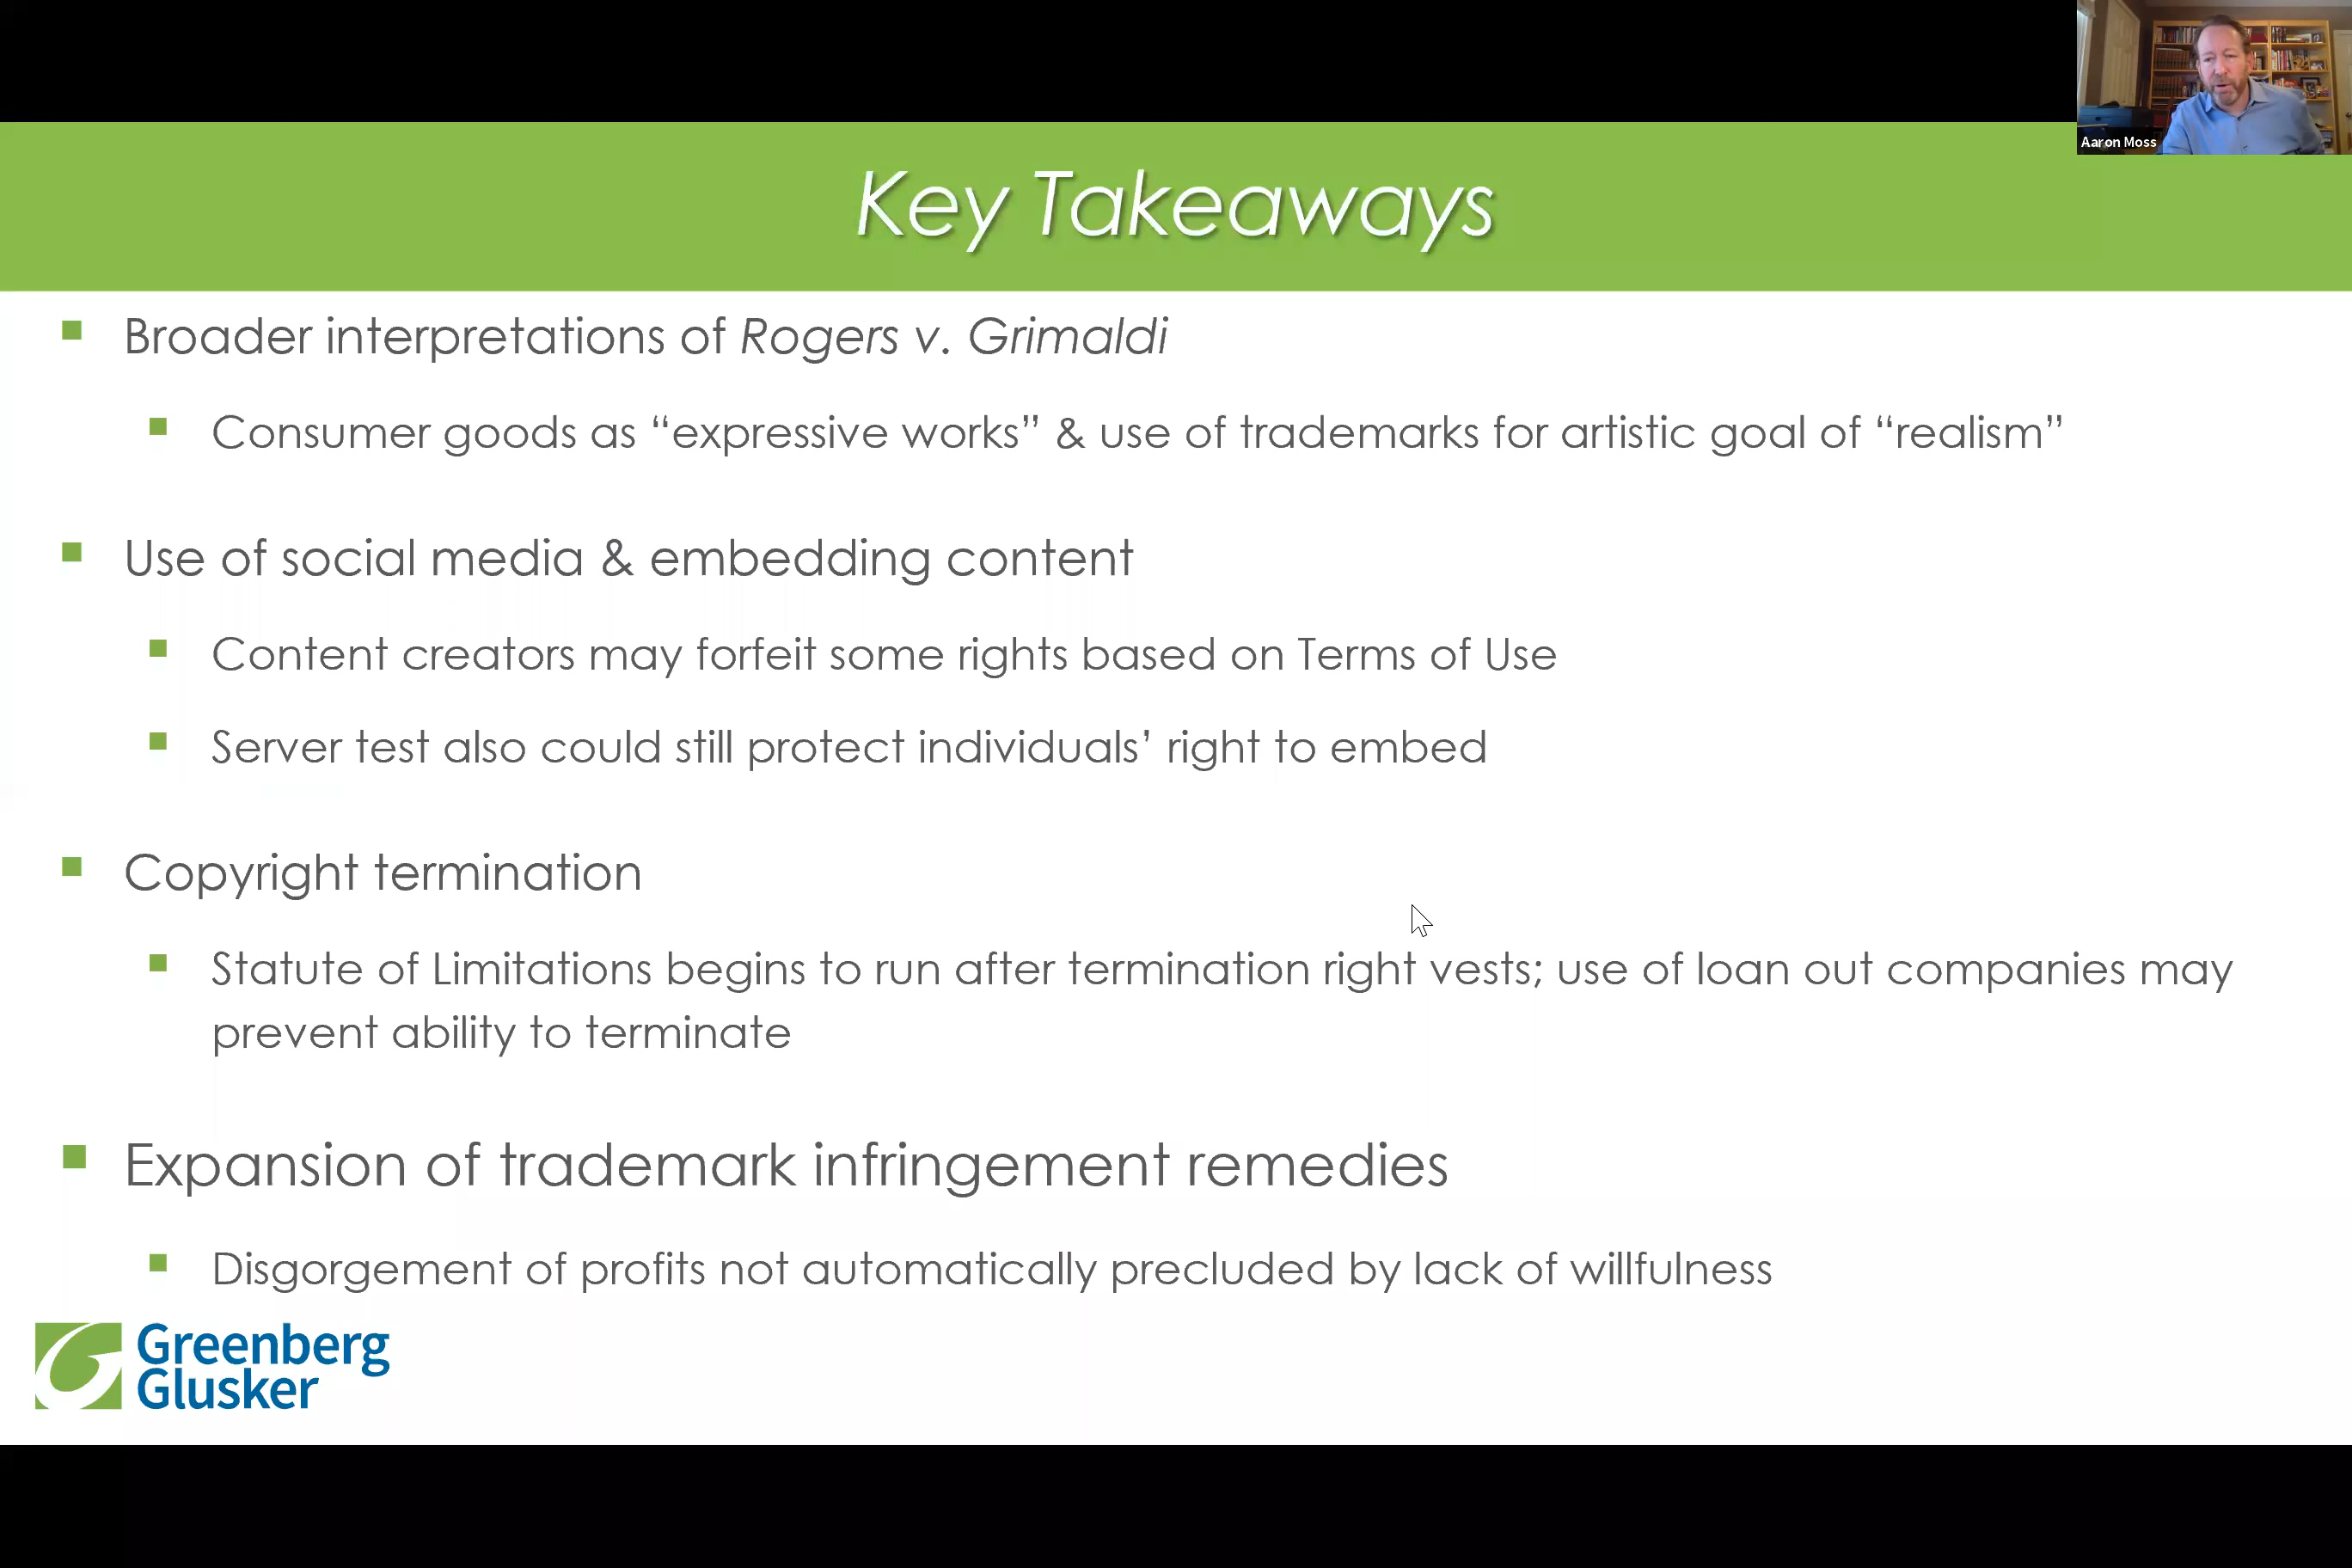 Aaron Moss
Key Takeaways
Broader interpretations of Rogers v. Grimaldi
Consumer goods as “expressive works” & use of trademarks for artistic goal of “realism”
Use of social media & embedding content
Content creators may forfeit some rights based on Terms of Use
Server test also could still protect individuals’ right to embed
Copyright termination
Statute of Limitations begins to run after termination right vests; use of loan out companies may
prevent ability to terminate
Expansion of trademark infringement remedies
Disgorgement of profits not automatically precluded by lack of willfulness
Greenberg
Glusker